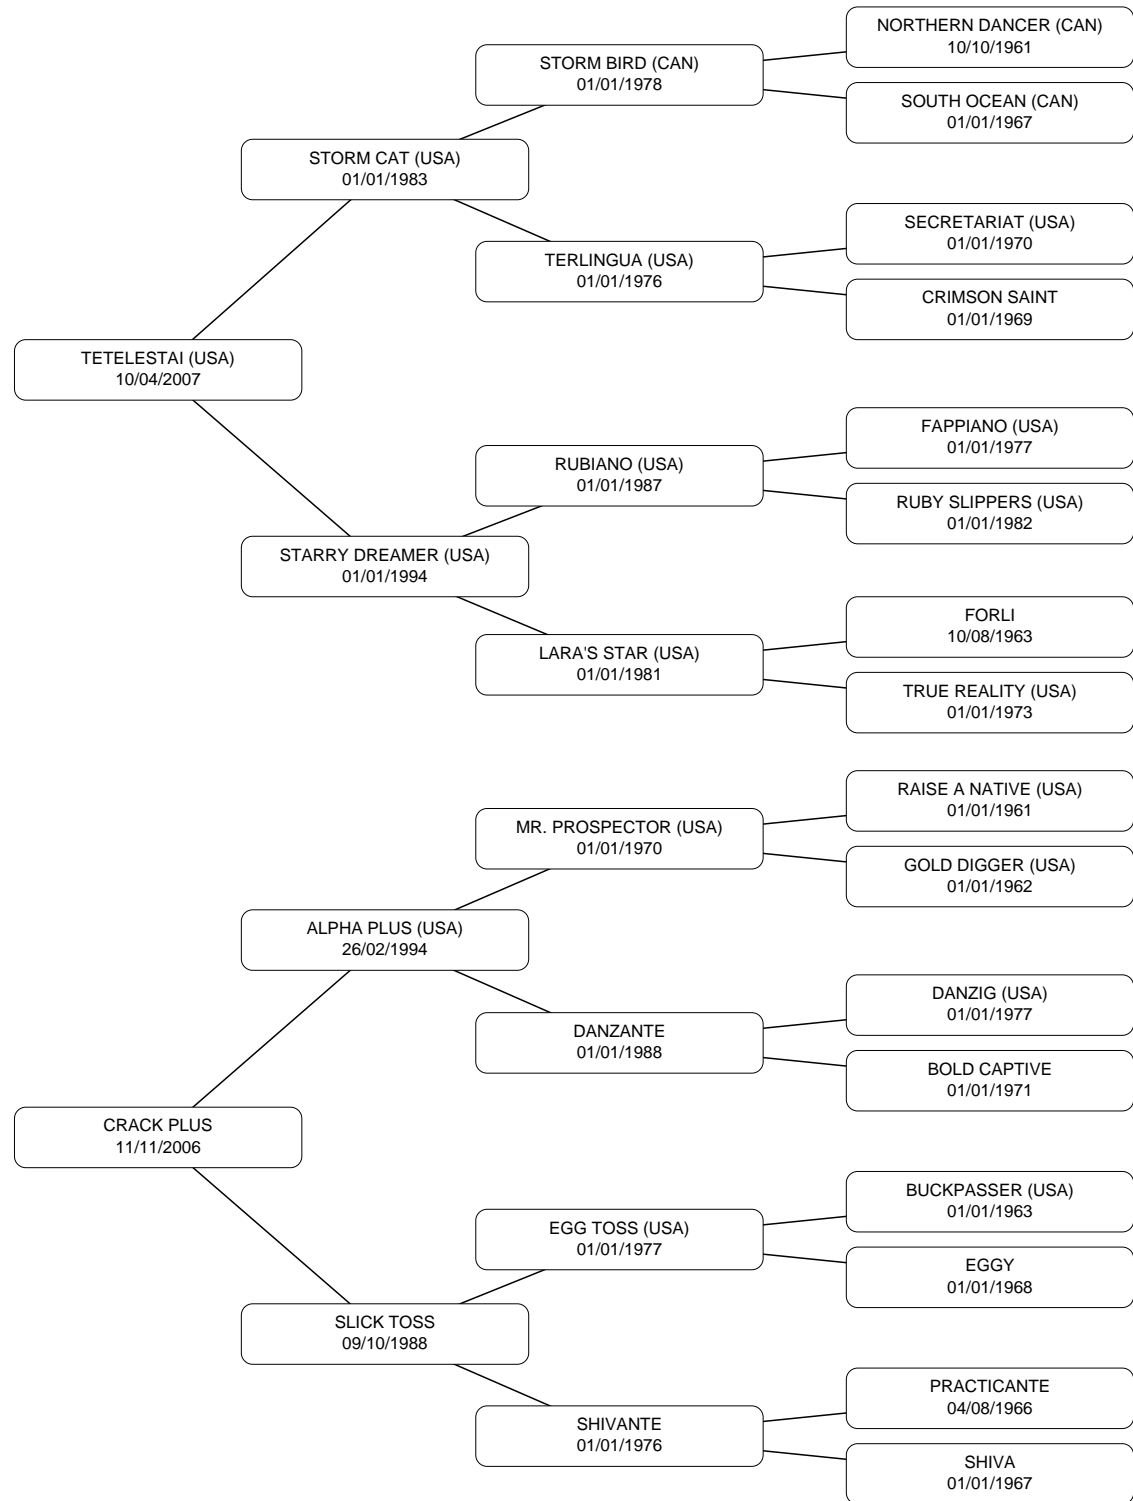 NORTHERN DANCER (CAN)
10/10/1961
STORM BIRD (CAN)
01/01/1978
SOUTH OCEAN (CAN)
01/01/1967
STORM CAT (USA)
01/01/1983
SECRETARIAT (USA)
01/01/1970
TERLINGUA (USA)
01/01/1976
CRIMSON SAINT
01/01/1969
TETELESTAI (USA)
10/04/2007
FAPPIANO (USA)
01/01/1977
RUBIANO (USA)
01/01/1987
RUBY SLIPPERS (USA)
01/01/1982
STARRY DREAMER (USA)
01/01/1994
FORLI
10/08/1963
LARA'S STAR (USA)
01/01/1981
TRUE REALITY (USA)
01/01/1973
RAISE A NATIVE (USA)
01/01/1961
MR. PROSPECTOR (USA)
01/01/1970
GOLD DIGGER (USA)
01/01/1962
ALPHA PLUS (USA)
26/02/1994
DANZIG (USA)
01/01/1977
DANZANTE
01/01/1988
BOLD CAPTIVE
01/01/1971
CRACK PLUS
11/11/2006
BUCKPASSER (USA)
01/01/1963
EGG TOSS (USA)
01/01/1977
EGGY
01/01/1968
SLICK TOSS
09/10/1988
PRACTICANTE
04/08/1966
SHIVANTE
01/01/1976
SHIVA
01/01/1967